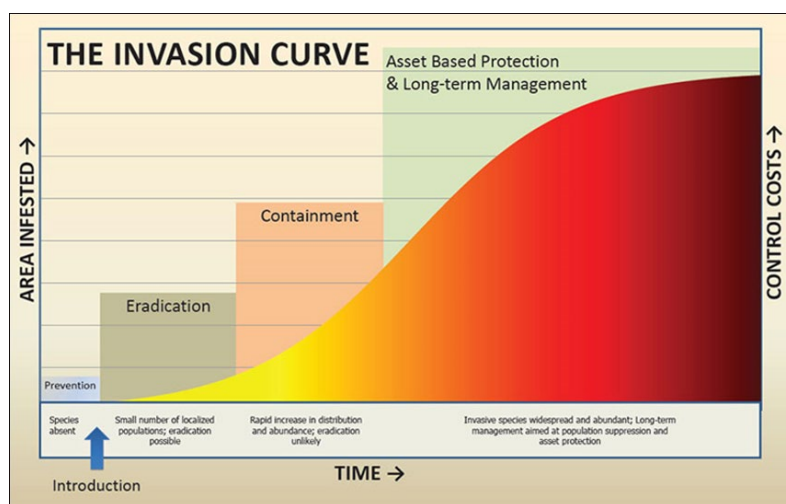 THE INVASION CURVE
Asset Based Protection
& Long-term Management
AREA INFESTED →
CONTROL COSTS →
Containment
Eradication
Prevention
Species
absent
Small number of localized
populations; eradication
possible
Rapid increase in distribution
and abundance; eradication
unlikely
Invasive species widespread and abundant; Long-term
management aimed at population suppression and
asset protection
TIME →
Introduction